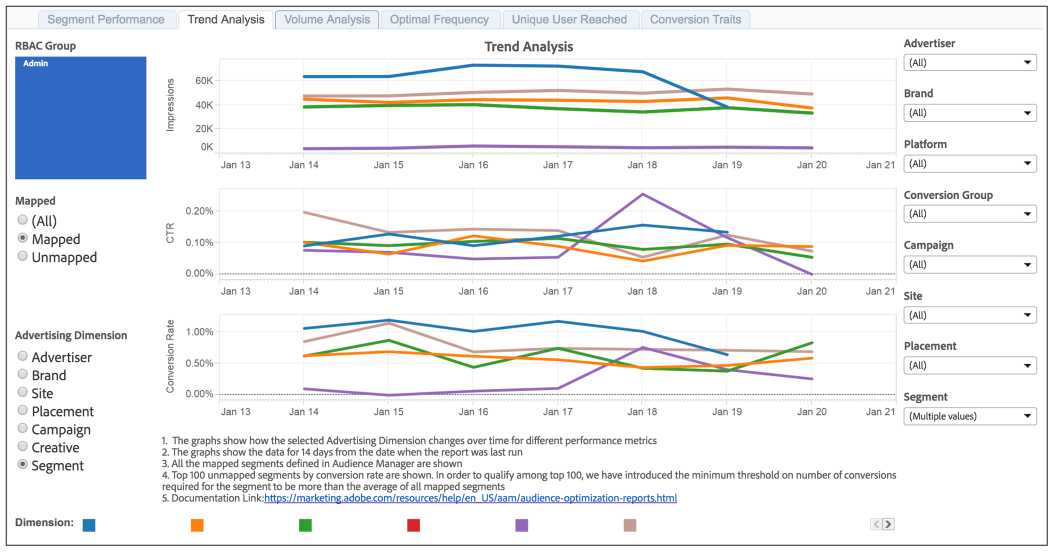 Segment Performance
Trend Analysis
Volume Analysis
Optimal Frequency
Unique User Reached
Conversion Traits
RBAC Group
Admin
Mapped
(All)
Mapped
Unmapped
Advertising Dimension
Advertiser
Brand
Site
Placement
Campaign
Creative
Segment
Trend Analysis
Impressions
60K
40K
20K
0K
Jan 13 Jan 14 Jan 15 Jan 16 Jan 17 Jan 18 Jan 19 Jan 20 Jan 21
CTR
0.20%
0.10%
0.00%
Jan 13 Jan 14 Jan 15 Jan 16 Jan 17 Jan 18 Jan 19 Jan 20 Jan 21
Conversion Rate
1.00%
0.50%
0.00%
Jan 13 Jan 14 Jan 15 Jan 16 Jan 17 Jan 18 Jan 19 Jan 20 Jan 21
1. The graphs show how the selected Advertising Dimension changes over time for different performance metrics
2. The graphs show the data for 14 days from the date when the report was last run
3. All the mapped segments defined in Audience Manager are shown
4. Top 100 unmapped segments by conversion rate are shown. In order to qualify among top 100, we have introduced the minimum threshold on number of conversions
required for the segment to be more than the average of all mapped segments
5. Documentation Link:https://marketing.adobe.com/resources/help/en_US/aam/audience-optimization-reports.html
Advertiser
(All)
Brand
(All)
Platform
(All)
Conversion Group
(All)
Campaign
(All)
Site
(All)
Placement
(All)
Segment
(Multiple values)
Dimension: